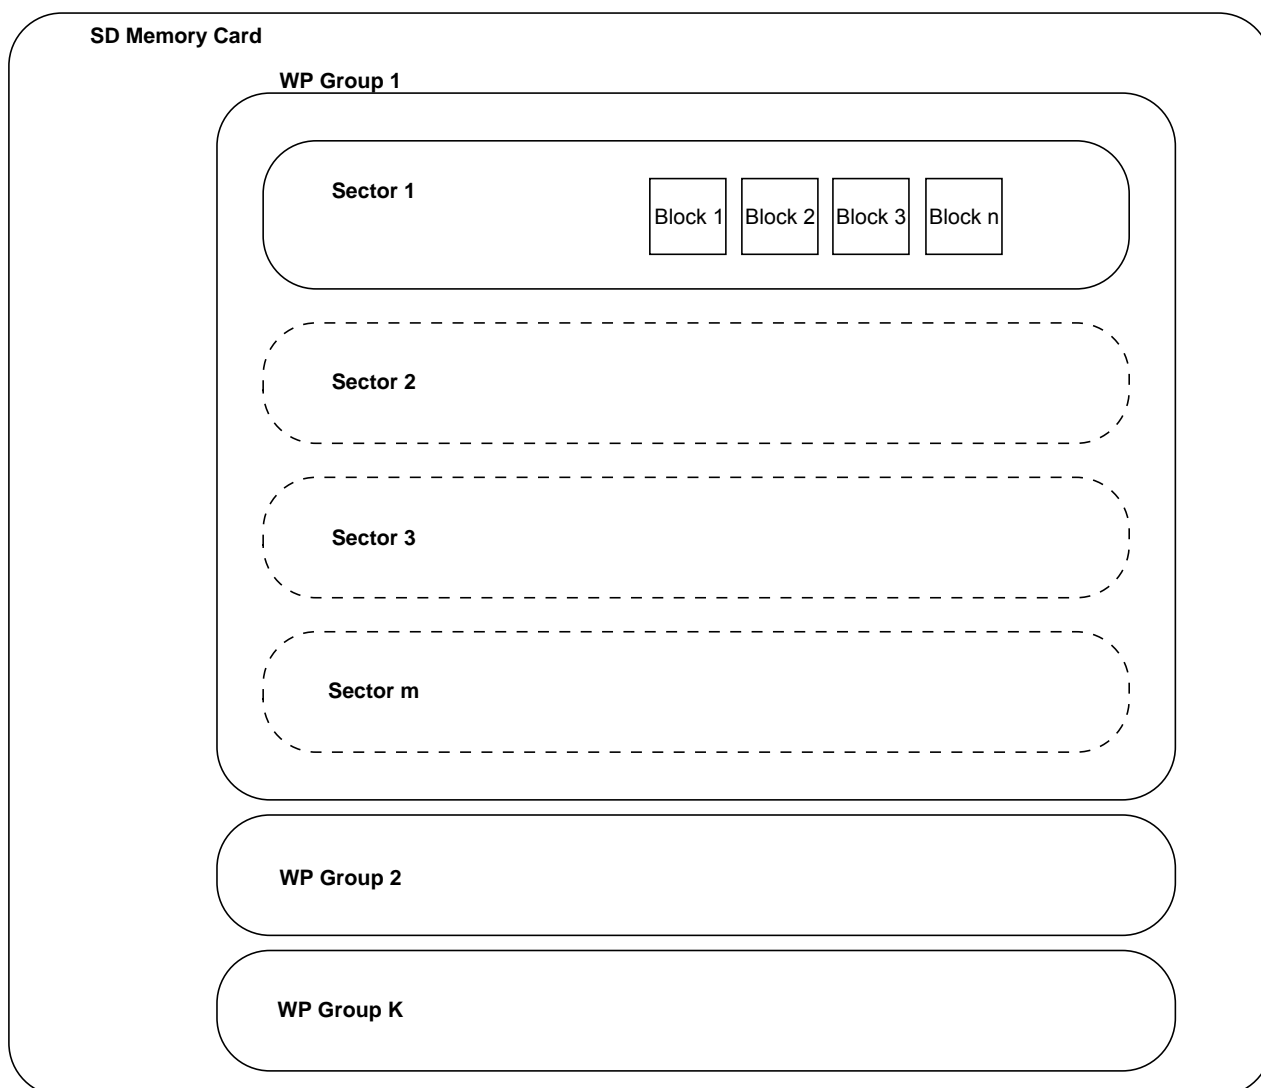 SD Memory Card
WP Group 1
Sector 1
Block 1 Block 2 Block 3 Block n
Sector 2
Sector 3
Sector m
WP Group 2
WP Group K